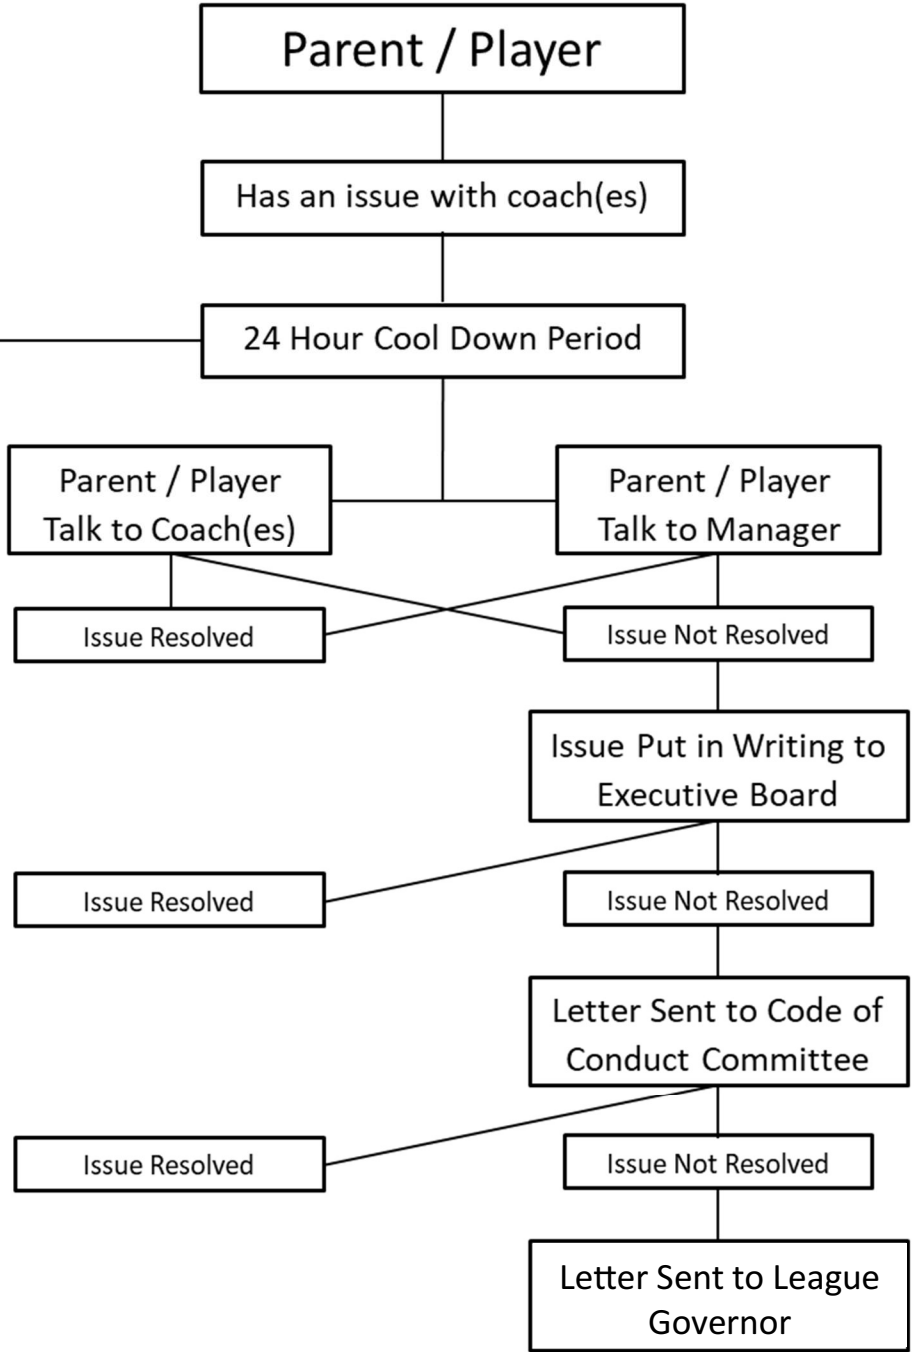 Parent / Player
Has an issue with coach(es)
24 Hour Cool Down Period
Parent / Player
Talk to Coach(es)
Parent / Player
Talk to Manager
Issue Resolved
Issue Not Resolved
Issue Put in Writing to
Executive Board
Issue Resolved
Issue Not Resolved
Letter Sent to Code of
Conduct Committee
Issue Resolved
Issue Not Resolved
Letter Sent to League
Governor